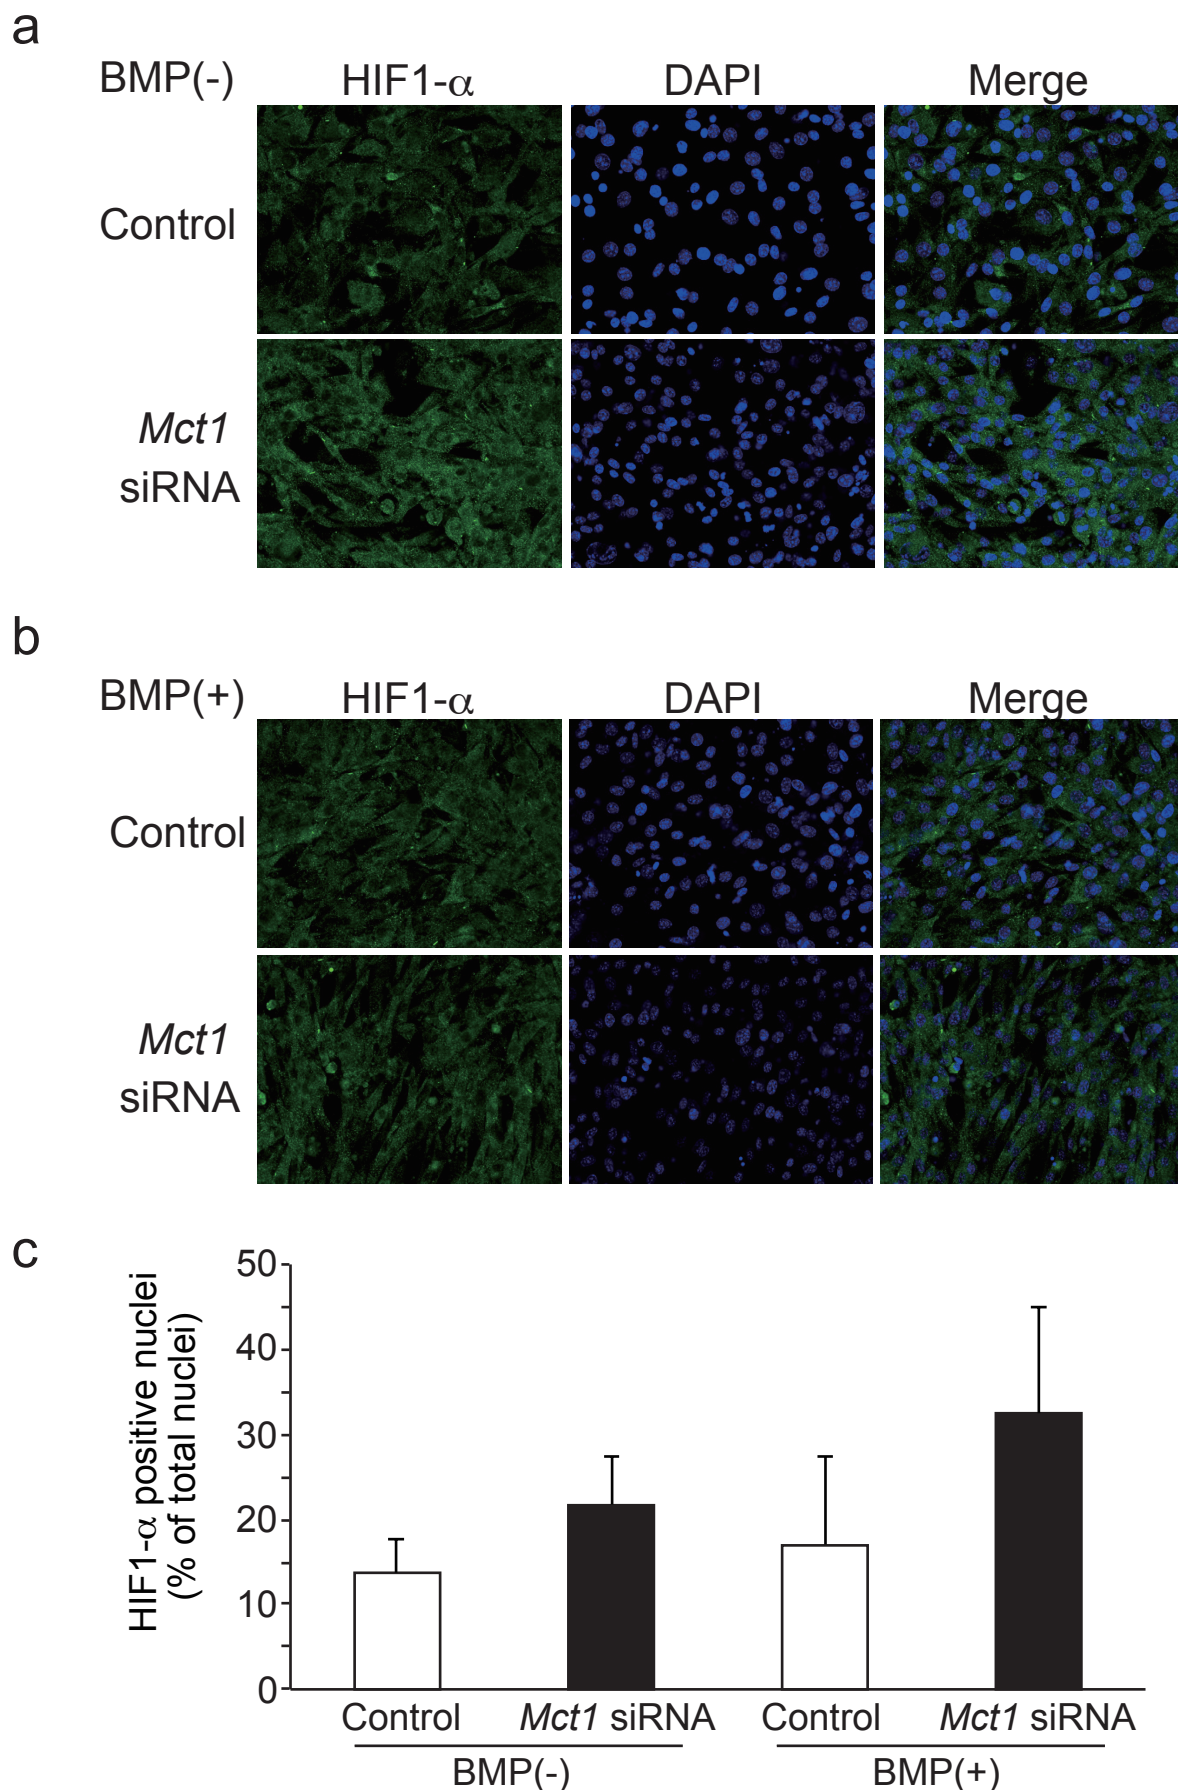 a
BMP(-)
HIF1-α
DAPI
Merge
Control
Mct1
siRNA
b
BMP(+)
HIF1-α
DAPI
Merge
Control
Mct1
siRNA
c
HIF1-α positive nuclei
(% of total nuclei)
50
40
30
20
10
0
Control
Mct1 siRNA
Control
Mct1 siRNA
BMP(-)
BMP(+)